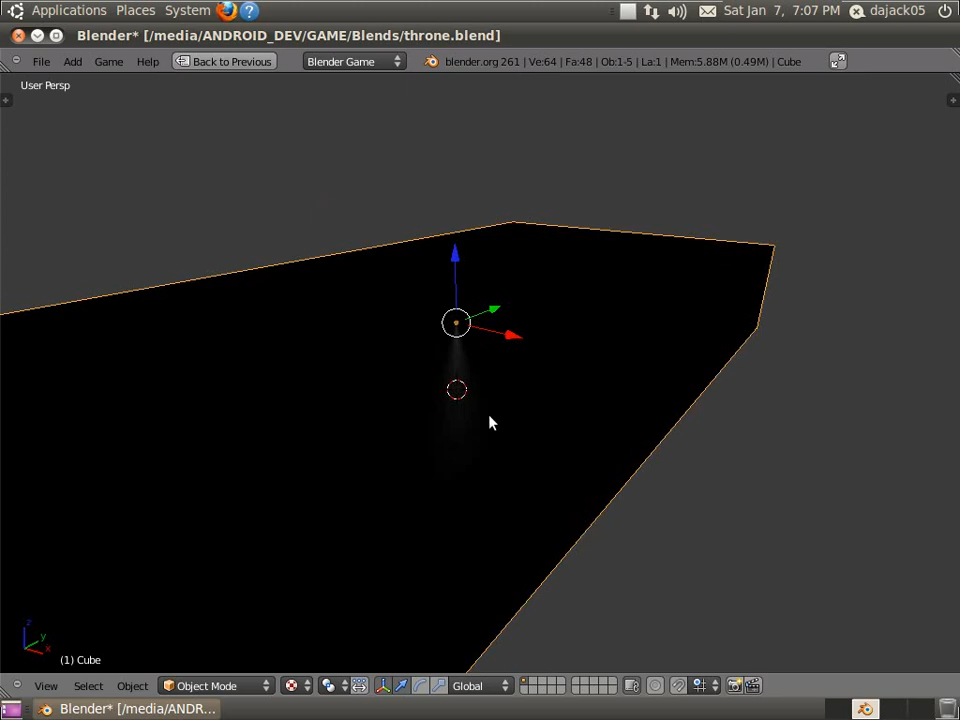 Applications Places System Sat Jan 7, 7:07 PM dajack05
Blender* [/media/ANDROID_DEV/GAME/Blends/throne.blend]
File Add Game Help Back to Previous Blender Game blender.org 261 | Ve:64 | Fa:48 | Ob:1-5 | La:1 | Mem:5.88M (0.49M) | Cube
User Persp
z
y
x
(1) Cube
View Select Object Object Mode Global
Blender* [/media/ANDR...